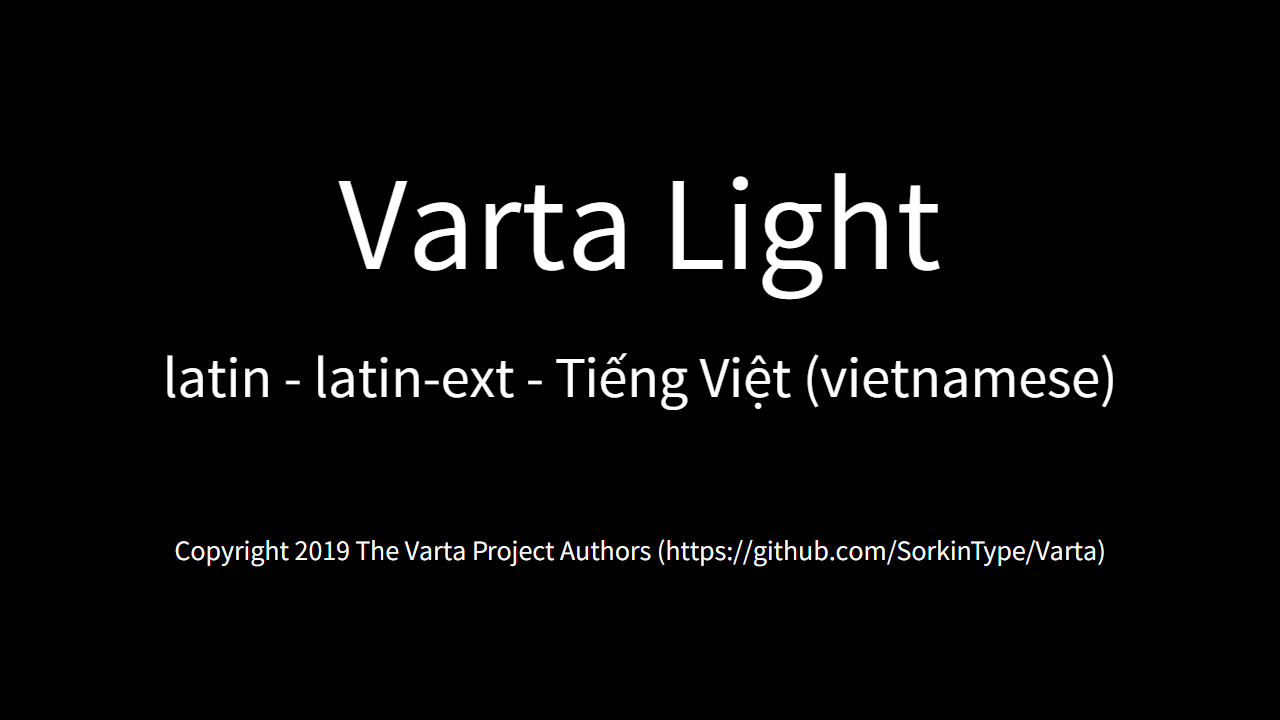 Varta Light
latin - latin-ext - Tiếng Việt (vietnamese)
Copyright 2019 The Varta Project Authors (https://github.com/SorkinType/Varta)